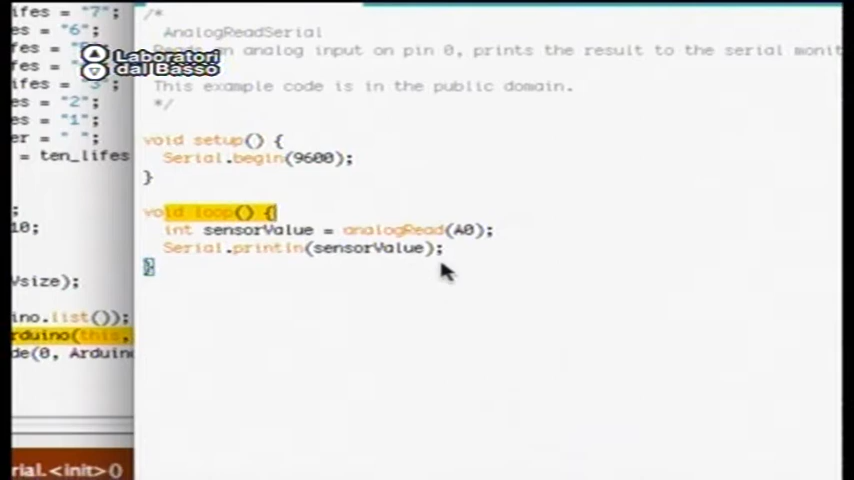 ifes = "7";
es = "6";
es = "
fes =
ifes = "3";
es = "2";
es = "1";
er = " ";
= ten_lifes
;
10;
Vsize);
ino.list());
rduino(this,
de(0, Arduin
rial.<init>()
Laboratori
dal Basso
/*
AnalogReadSerial
an analog input on pin 0, prints the result to the serial monit
This example code is in the public domain.
*/
void setup() {
Serial.begin(9600);
}
void loop() {
int sensorValue = analogRead(A0);
Serial.println(sensorValue);
}